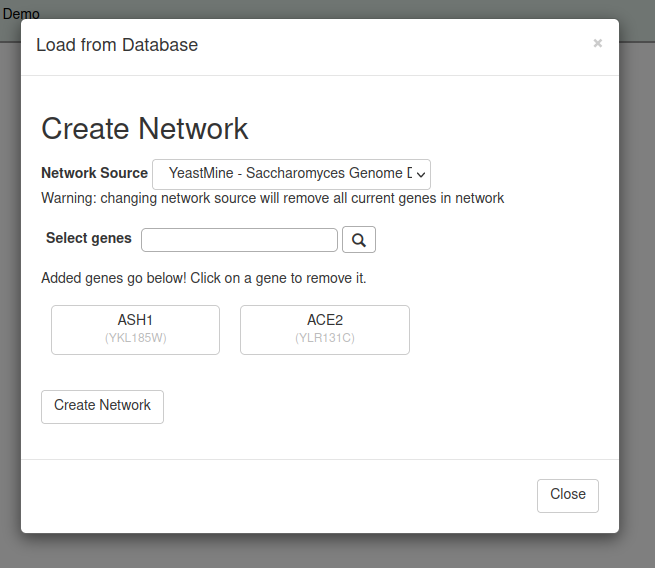 Demo
Load from Database
×
Create Network
Network Source YeastMine - Saccharomyces Genome D
Warning: changing network source will remove all current genes in network
Select genes
Added genes go below! Click on a gene to remove it.
ASH1 ACE2
(YKL185W) (YLR131C)
Create Network
Close